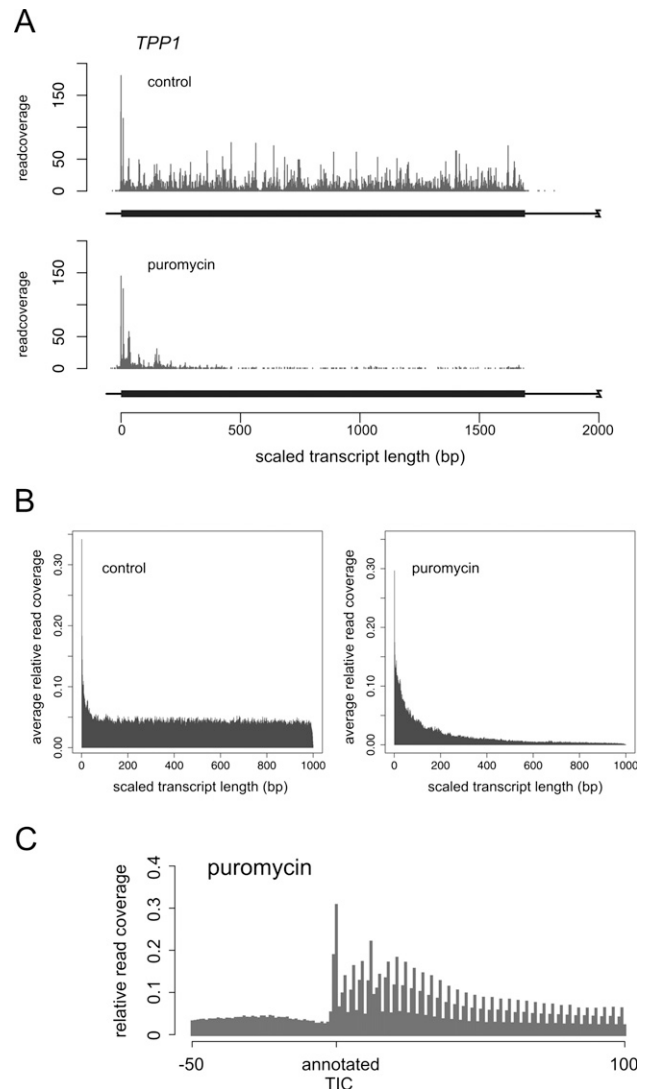 A
TPP1
control
readcoverage
150
50
0
puromycin
readcoverage
150
50
0
0 500 1000 1500 2000
scaled transcript length (bp)
B
control
average relative read coverage
0.30
0.20
0.10
0.00
0 200 400 600 800 1000
scaled transcript length (bp)
puromycin
average relative read coverage
0.30
0.20
0.10
0.00
0 200 400 600 800 1000
scaled transcript length (bp)
C
puromycin
relative read coverage
0.4
0.3
0.2
0.1
0
-50 annotated 100
TIC